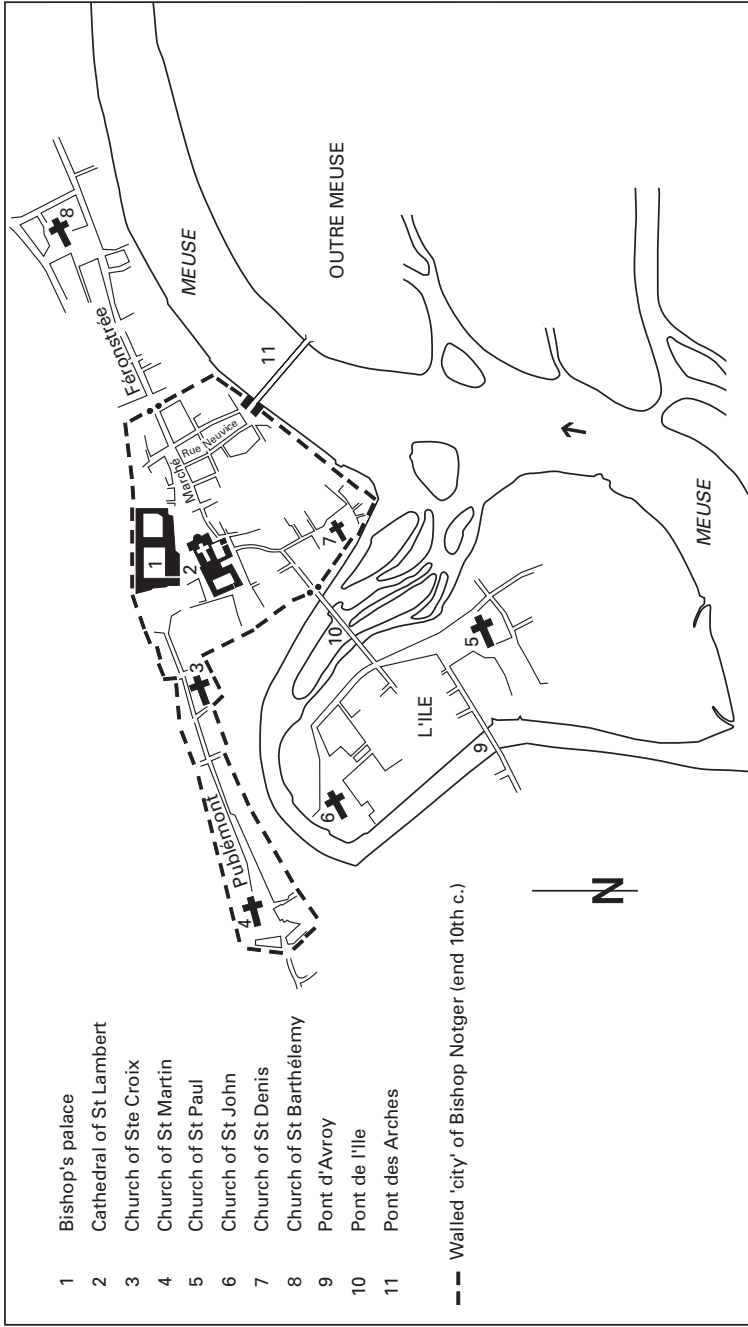 1 Bishop's palace
2 Cathedral of St Lambert
3 Church of Ste Croix
4 Church of St Martin
5 Church of St Paul
6 Church of St John
7 Church of St Denis
8 Church of St Barthélemy
9 Pont d'Avroy
10 Pont de l'Ile
11 Pont des Arches
Walled 'city' of Bishop Notger (end 10th c.)
N
Publémont
4
3
1
2
Marché
Rue Neuvice
Féronstrée
8
MEUSE
11
OUTRE MEUSE
7
10
6
L'ILE
5
9
MEUSE